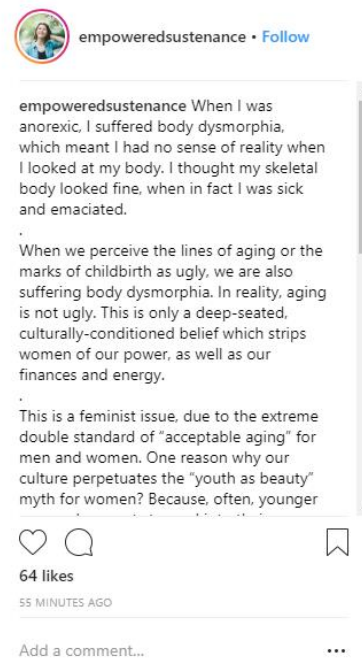 empoweredsustenance • Follow
empoweredsustenance When I was
anorexic, I suffered body dysmorphia,
which meant I had no sense of reality when
I looked at my body. I thought my skeletal
body looked fine, when in fact I was sick
and emaciated.
.
When we perceive the lines of aging or the
marks of childbirth as ugly, we are also
suffering body dysmorphia. In reality, aging
is not ugly. This is only a deep-seated,
culturally-conditioned belief which strips
women of our power, as well as our
finances and energy.
.
This is a feminist issue, due to the extreme
double standard of “acceptable aging” for
men and women. One reason why our
culture perpetuates the “youth as beauty”
myth for women? Because, often, younger
64 likes
55 MINUTES AGO
Add a comment...